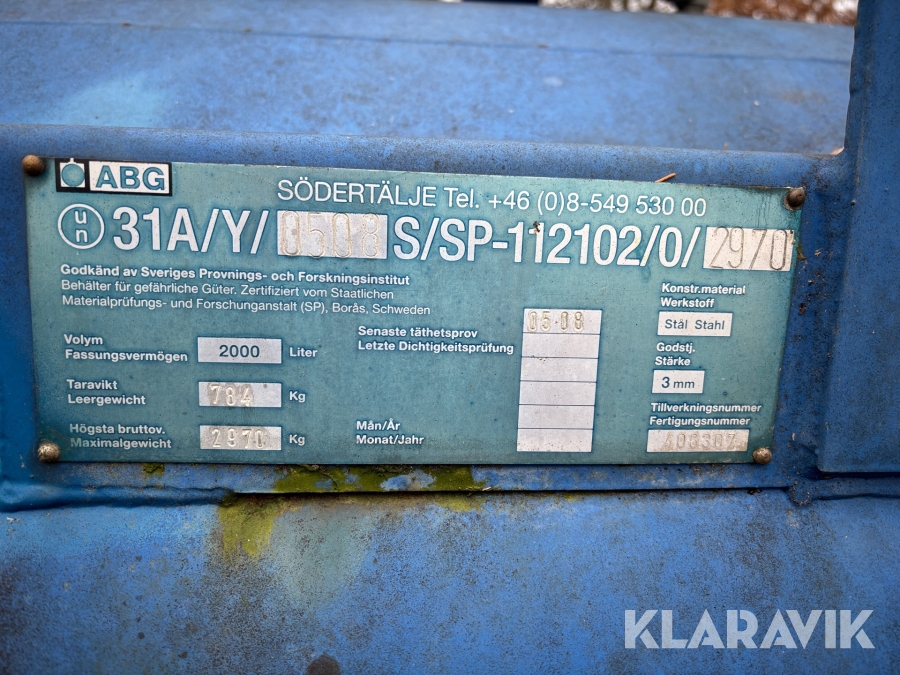 ABG
SÖDERTÄLJE Tel. +46 (0)8-549 530 00
un 31A/Y/0508 S/SP-112102/0/2970
Godkänd av Sveriges Provnings- och Forskningsinstitut
Behälter für gefährliche Güter. Zertifiziert vom Staatlichen
Materialprüfungs- und Forschunganstalt (SP), Borås, Schweden
Volym
Fassungsvermögen 2000 Liter
Taravikt
Leergewicht 784 Kg
Högsta bruttov.
Maximalgewicht 2970 Kg
Senaste täthetsprov
Letzte Dichtigkeitsprüfung
05.08
Mån/År
Monat/Jahr
Konstr.material
Werkstoff
Stål Stahl
Godstj.
Stärke
3 mm
Tillverkningsnummer
Fertigungsnummer
403307
KLARAVIK